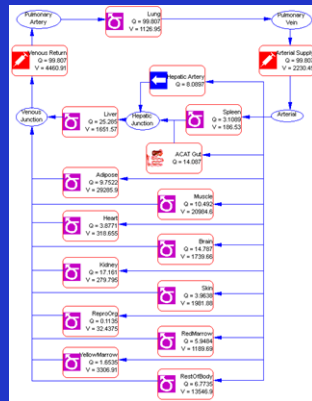 Pulmonary
Artery
Lung
Q = 99.807
V = 1126.95
Pulmonary
Vein
Venous Return
Q = 99.807
V = 4460.91
Arterial Supply
Q = 99.807
V = 2230.45
Hepatic Artery
Q = 8.0897
Venous
Junction
Liver
Q = 25.265
V = 1651.57
Hepatic
Junction
Spleen
Q = 3.1089
V = 186.53
Arterial
ACAT Gut
Q = 14.067
Adipose
Q = 9.7522
V = 29285.9
Muscle
Q = 10.492
V = 20984.6
Heart
Q = 3.8771
V = 318.655
Brain
Q = 14.787
V = 1739.66
Kidney
Q = 17.161
V = 279.795
Skin
Q = 3.9638
V = 1981.88
ReproOrg
Q = 0.1135
V = 32.4375
RedMarrow
Q = 5.9484
V = 1189.69
YellowMarrow
Q = 1.6535
V = 3306.91
RestOfBody
Q = 6.7735
V = 13546.9